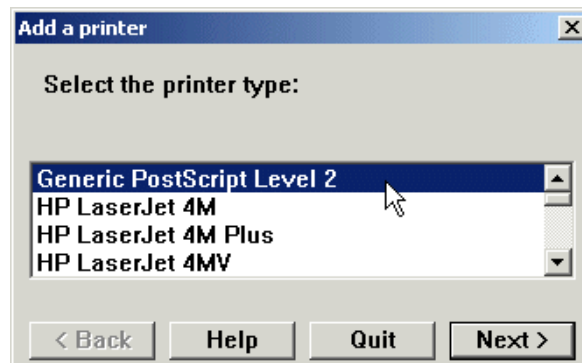 Add a printer
Select the printer type:
Generic PostScript Level 2
HP LaserJet 4M
HP LaserJet 4M Plus
HP LaserJet 4MV
< Back Help Quit Next >